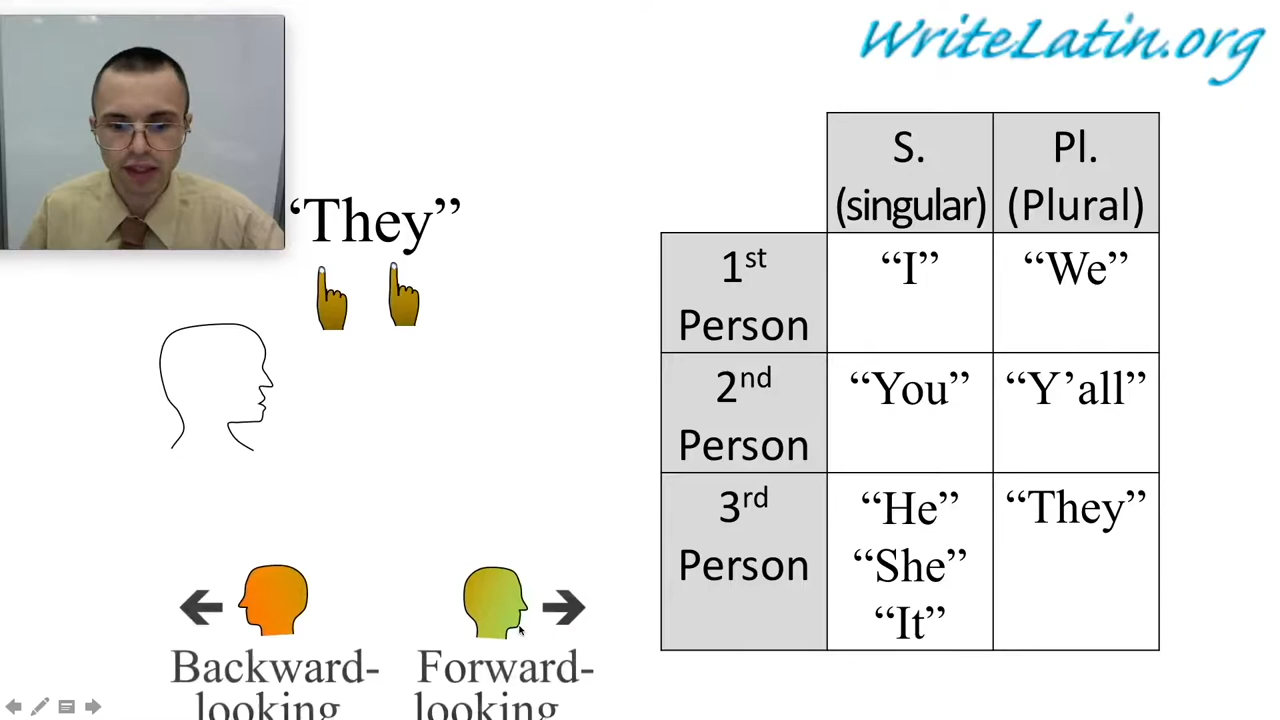 WriteLatin.org
‘They”
S.
(singular)
Pl.
(Plural)
1st
Person
“I”
“We”
2nd
Person
“You”
“Y’all”
3rd
Person
“He”
“She”
“It”
“They”
Backward-
looking
Forward-
looking